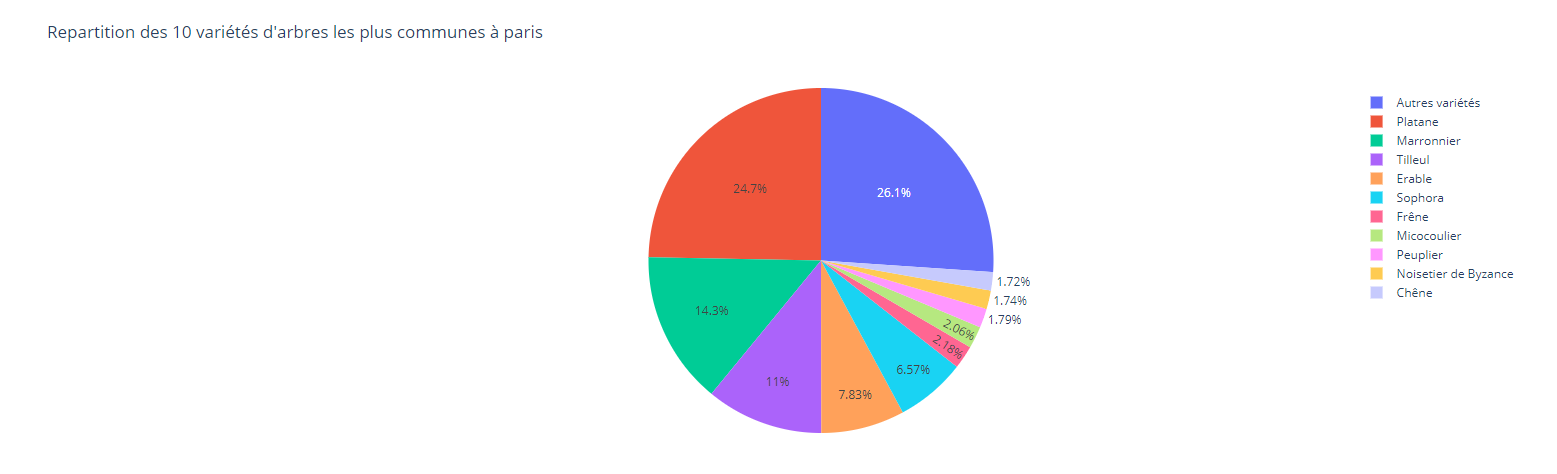 Repartition des 10 variétés d'arbres les plus communes à paris
26.1%
24.7%
14.3%
11%
7.83%
6.57%
2.18%
2.06%
1.79%
1.74%
1.72%
Autres variétés
Platane
Marronnier
Tilleul
Erable
Sophora
Frêne
Micocoulier
Peuplier
Noisetier de Byzance
Chêne